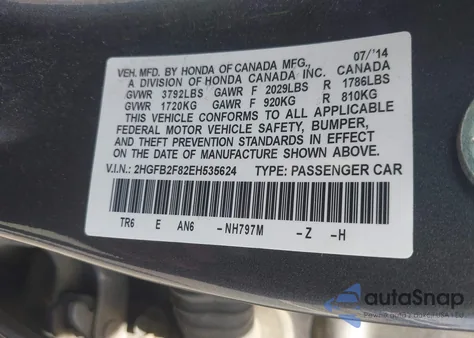 VEH. MFD. BY HONDA OF CANADA MFG., 07/'14
A DIVISION OF HONDA CANADA INC. CANADA
GVWR 3792LBS GAWR F 2029LBS R 1786LBS
GVWR 1720KG GAWR F 920KG R 810KG
THIS VEHICLE CONFORMS TO ALL APPLICABLE
FEDERAL MOTOR VEHICLE SAFETY, BUMPER,
AND THEFT PREVENTION STANDARDS IN EFFECT
ON THE DATE OF MANUFACTURE SHOWN ABOVE.
V.I.N.: 2HGFB2F82EH535624 TYPE: PASSENGER CAR
TR6 E AN6 -NH797M -Z -H
autoSnap